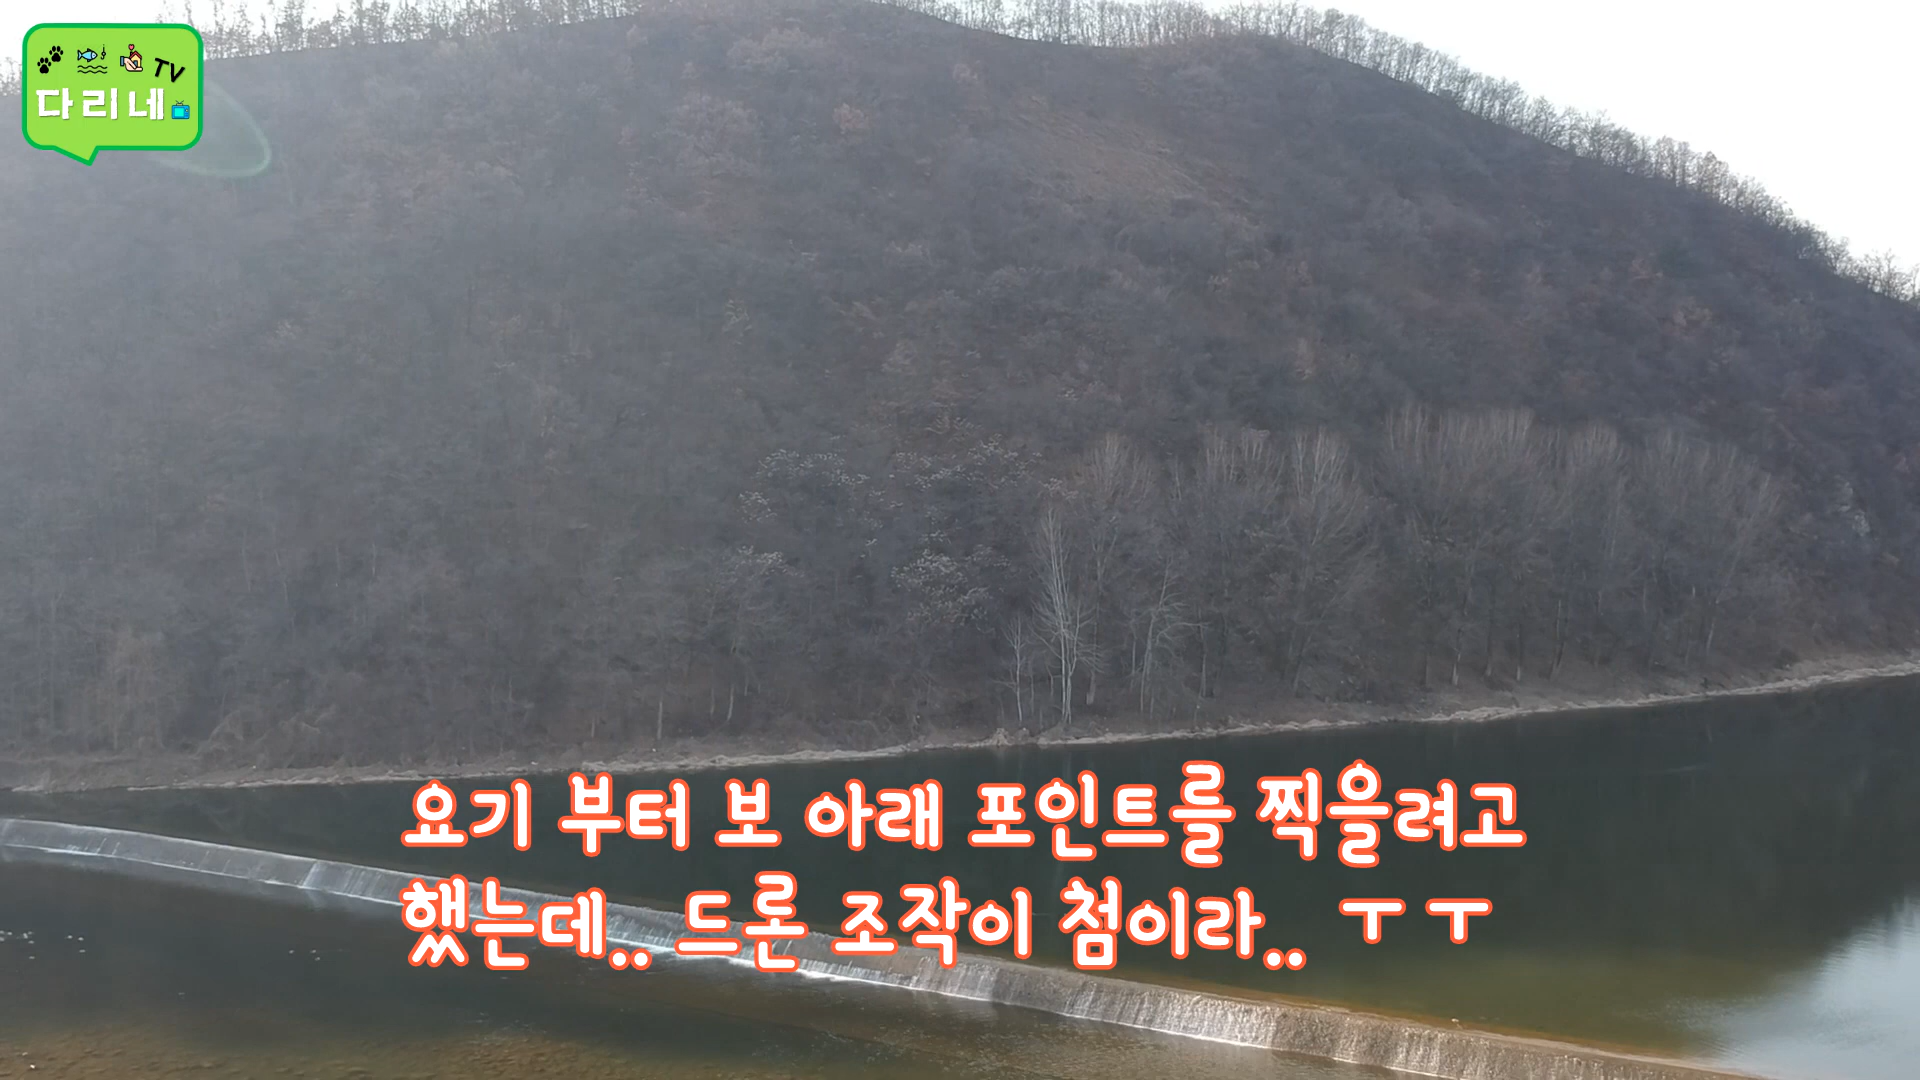 TV
다리네
요기 부터 보 아래 포인트를 찍을려고
했는데.. 드론 조작이 첨이라.. ㅜㅜ